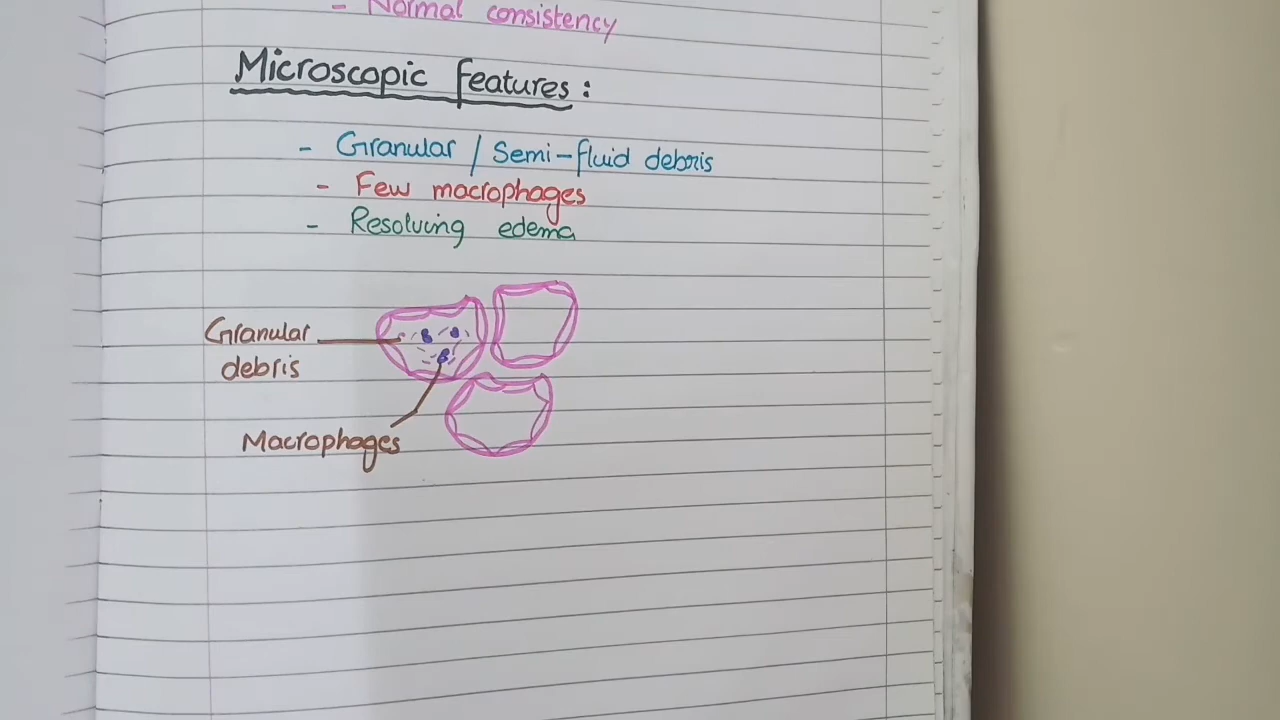 - Normal consistency
Microscopic features:
- Granular / Semi-fluid debris
- Few macrophages
- Resolving edema
Granular
debris
Macrophages